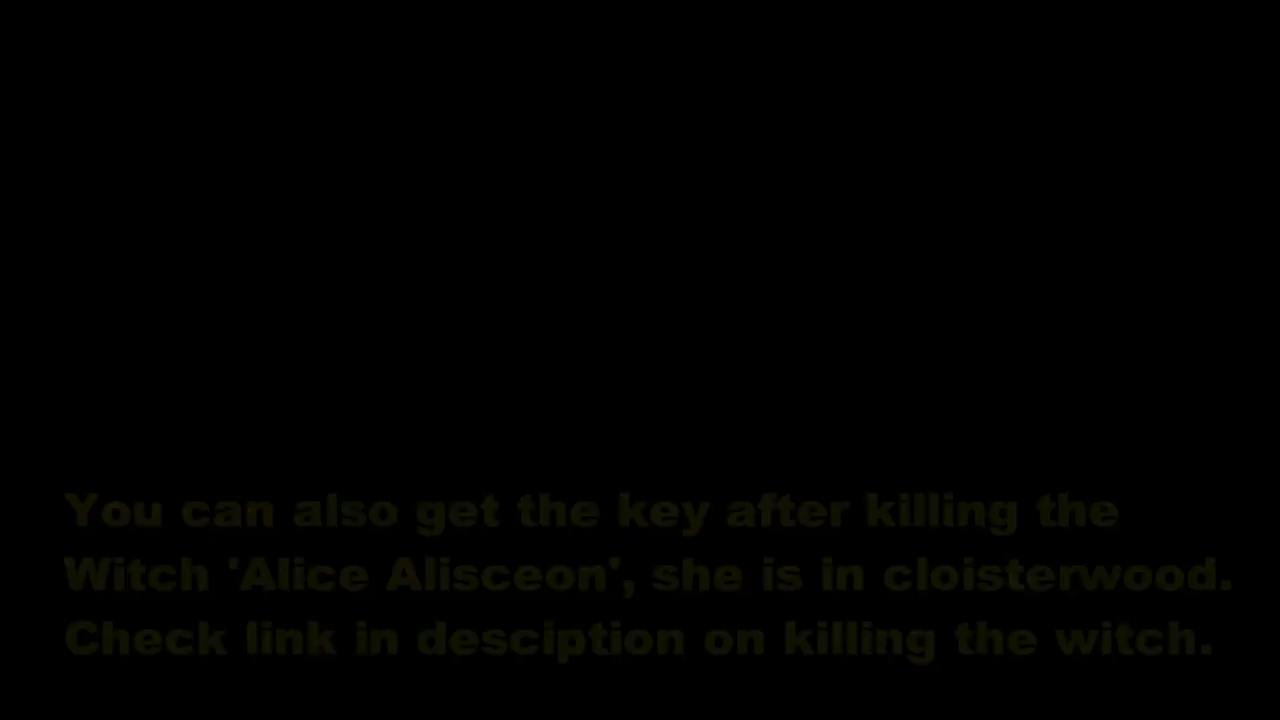 You can also get the key after killing the
Witch 'Alice Alisceon', she is in cloisterwood.
Check link in desciption on killing the witch.